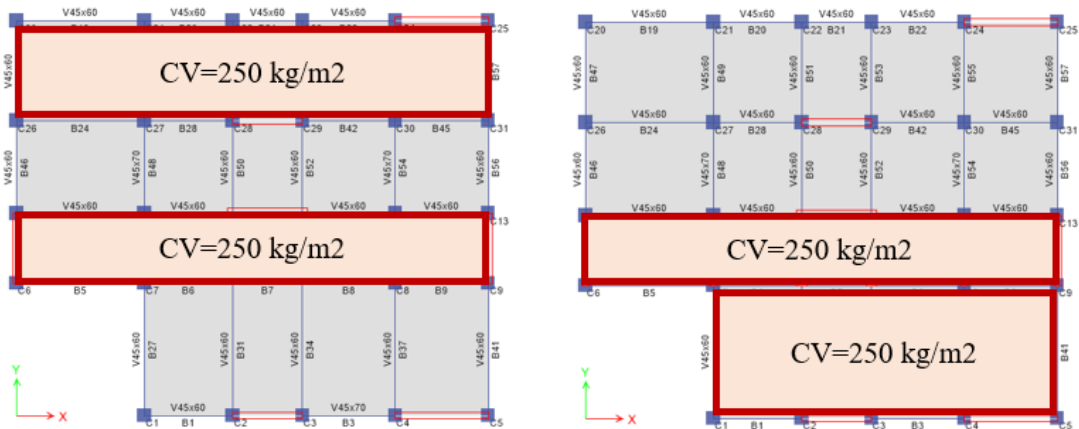 V45x60 V45x60 V45x60 V45x60
C25
V45x60
CV=250 kg/m2
B57
C26 B24 C27 B28 C28 C29 B42 C30 B45 C31
V45x60 B46 V45x70 B48 V45x60 B50 V45x60 B52 V45x70 B54 V45x60 B56
V45x60 V45x60 V45x60 V45x60
C13
CV=250 kg/m2
C6 B5 C7 B6 B7 B8 C8 B9 C9
V45x60 B27 V45x60 B31 V45x60 B34 V45x60 B37 V45x60 B41
Y
X
V45x60 V45x70
C1 B1 C2 C3 B3 C4 C5
V45x60 V45x60 V45x60 V45x60
C20 B19 C21 B20 C22 B21 C23 B22 C24 C25
V45x60 B47 V45x60 B49 V45x60 B51 V45x60 B53 V45x60 B55 V45x60 B57
V45x60 V45x60 V45x60 V45x60
C26 B24 C27 B28 C28 C29 B42 C30 B45 C31
V45x60 B46 V45x70 B48 V45x60 B50 V45x60 B52 V45x70 B54 V45x60 B56
V45x60 V45x60 V45x60 V45x60
C13
CV=250 kg/m2
C6 B5 C9
V45x60
CV=250 kg/m2
B41
Y
X
C1 B1 C2 C3 B3 C4 C5